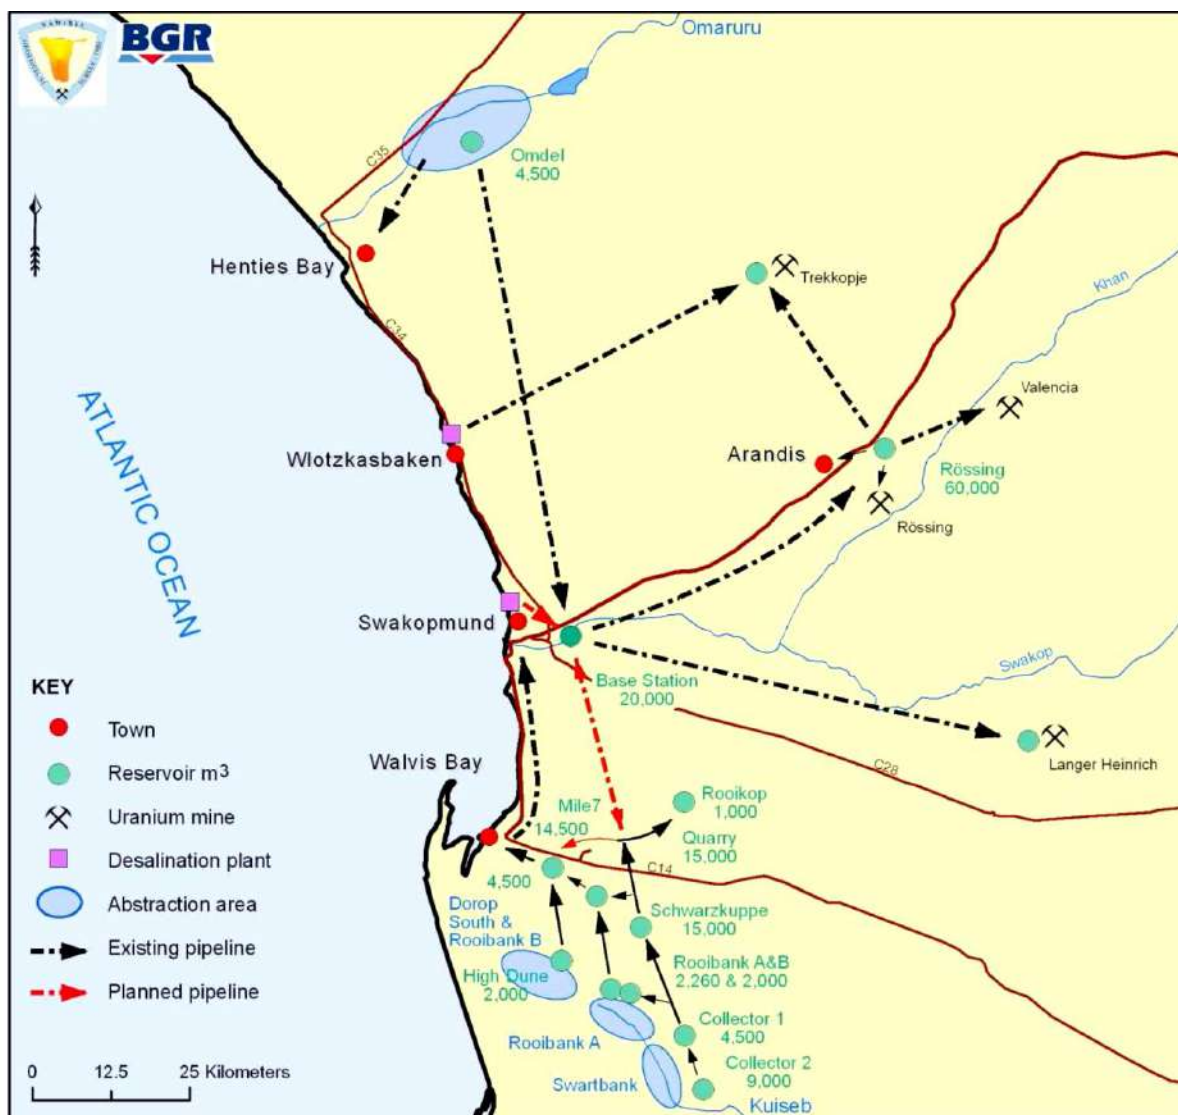 BGR
Omaruru
C35
Omdel
4,500
Henties Bay
Trekkopje
Khan
C34
ATLANTIC OCEAN
Valencia
Wlotzkasbaken
Arandis
Rössing
60,000
Rössing
Swakopmund
Swakop
Base Station
20,000
KEY
Town
Reservoir m3
Uranium mine
Desalination plant
Abstraction area
Existing pipeline
Planned pipeline
0 12.5 25 Kilometers
Langer Heinrich
C28
Walvis Bay
Mile7
14,500
Rooikop
1,000
Quarry
15,000
C14
4,500
Dorop
South &
Rooibank B
Schwarzkuppe
15,000
High Dune
2,000
Rooibank A&B
2,260 & 2,000
Rooibank A
Collector 1
4,500
Swartbank
Collector 2
9,000
Kuiseb